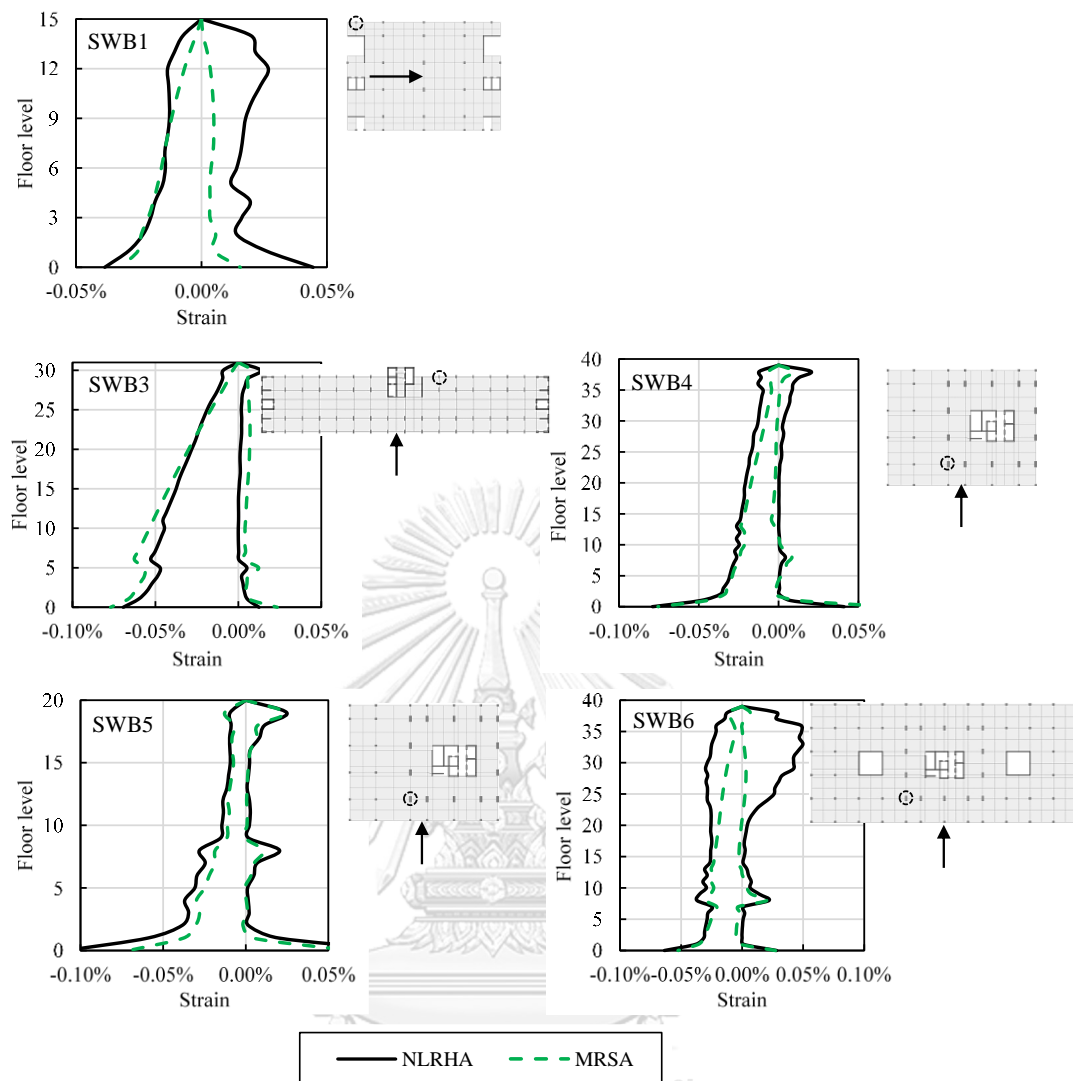 SWB1
15
12
9
6
3
0
Floor level
-0.05% 0.00% 0.05%
Strain
SWB3
30
25
20
15
10
5
0
Floor level
-0.10% -0.05% 0.00% 0.05%
Strain
SWB4
40
35
30
25
20
15
10
5
0
Floor level
-0.10% -0.05% 0.00% 0.05%
Strain
SWB5
20
15
10
5
0
Floor level
-0.10% -0.05% 0.00% 0.05%
Strain
SWB6
40
35
30
25
20
15
10
5
0
Floor level
-0.10% -0.05% 0.00% 0.05% 0.10%
Strain
NLRHA MRSA